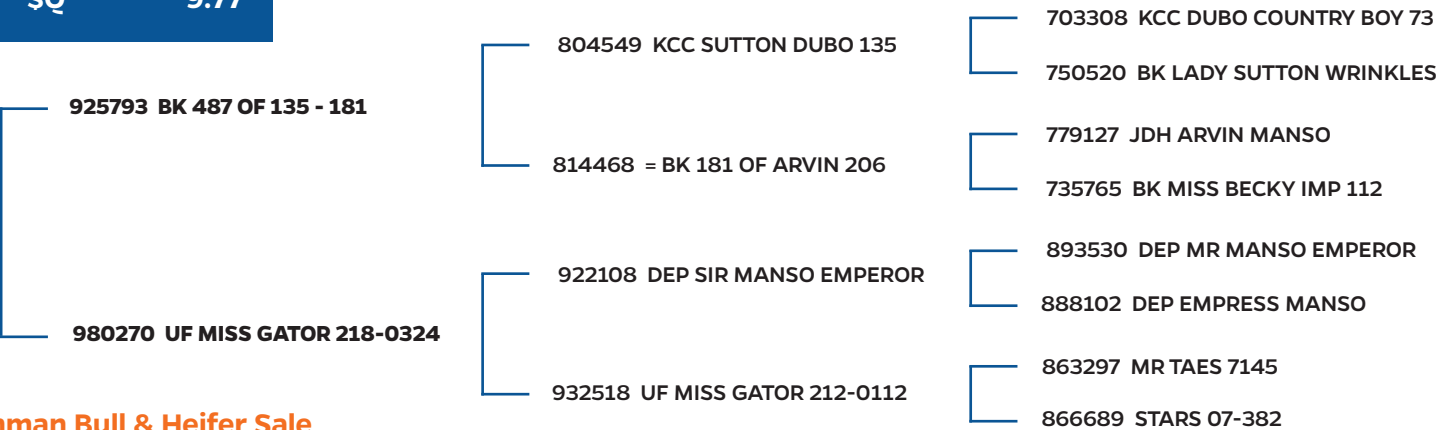 $Q 9.77
703308 KCC DUBO COUNTRY BOY 73
804549 KCC SUTTON DUBO 135
750520 BK LADY SUTTON WRINKLES
925793 BK 487 OF 135 - 181
779127 JDH ARVIN MANSO
814468 = BK 181 OF ARVIN 206
735765 BK MISS BECKY IMP 112
893530 DEP MR MANSO EMPEROR
922108 DEP SIR MANSO EMPEROR
888102 DEP EMPRESS MANSO
980270 UF MISS GATOR 218-0324
863297 MR TAES 7145
932518 UF MISS GATOR 212-0112
866689 STARS 07-382
Bull & Heifer Sale